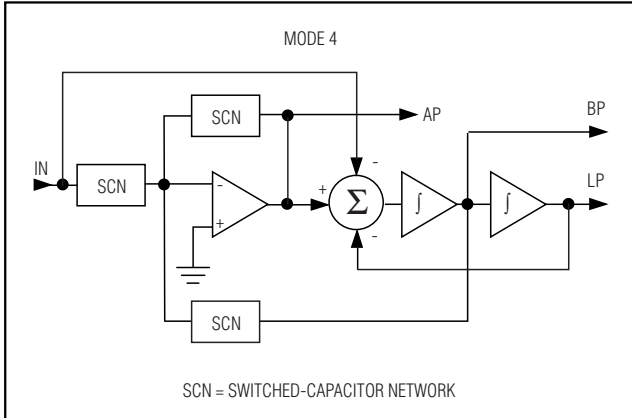 MODE 4
SCN
AP
BP
IN
SCN
-
-
+
+
Σ
∫
∫
LP
-
SCN
SCN = SWITCHED-CAPACITOR NETWORK